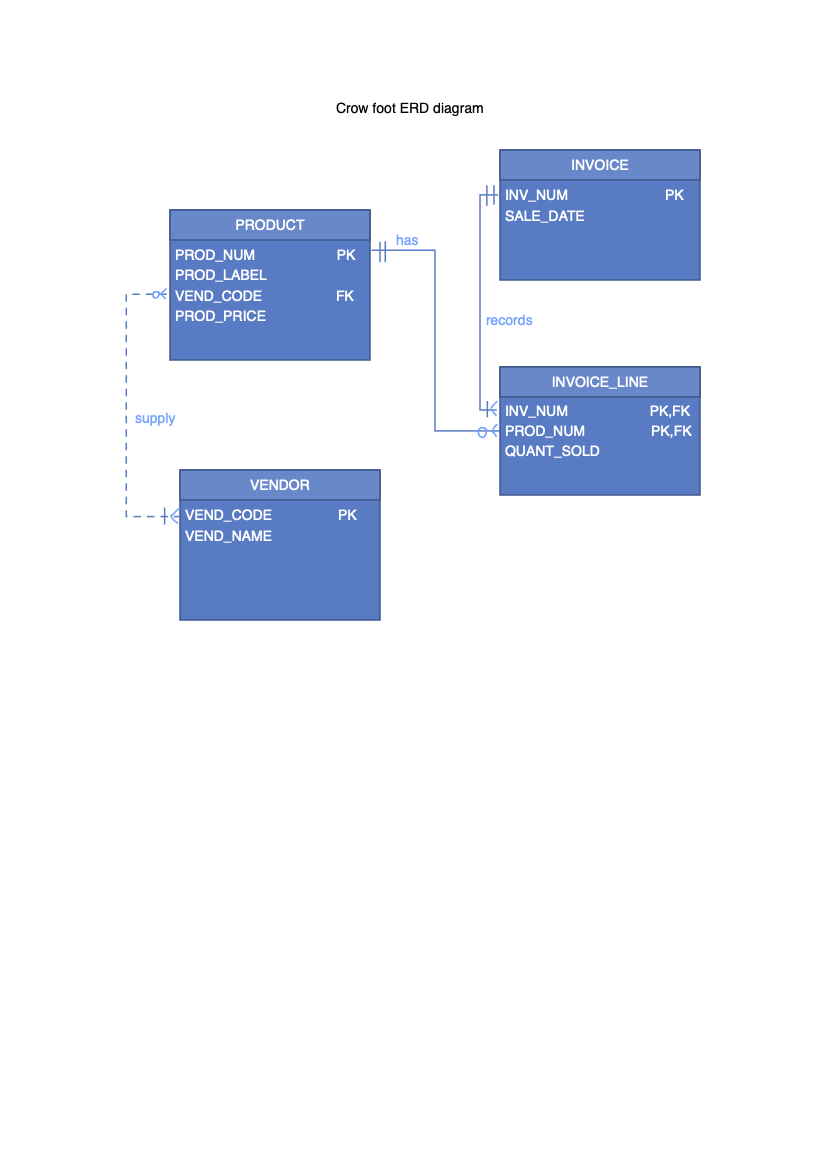 Crow foot ERD diagram
INVOICE
INV_NUM PK
SALE_DATE
PRODUCT
PROD_NUM PK
PROD_LABEL
VEND_CODE FK
PROD_PRICE
has
records
INVOICE_LINE
INV_NUM PK,FK
PROD_NUM PK,FK
QUANT_SOLD
supply
VENDOR
VEND_CODE PK
VEND_NAME